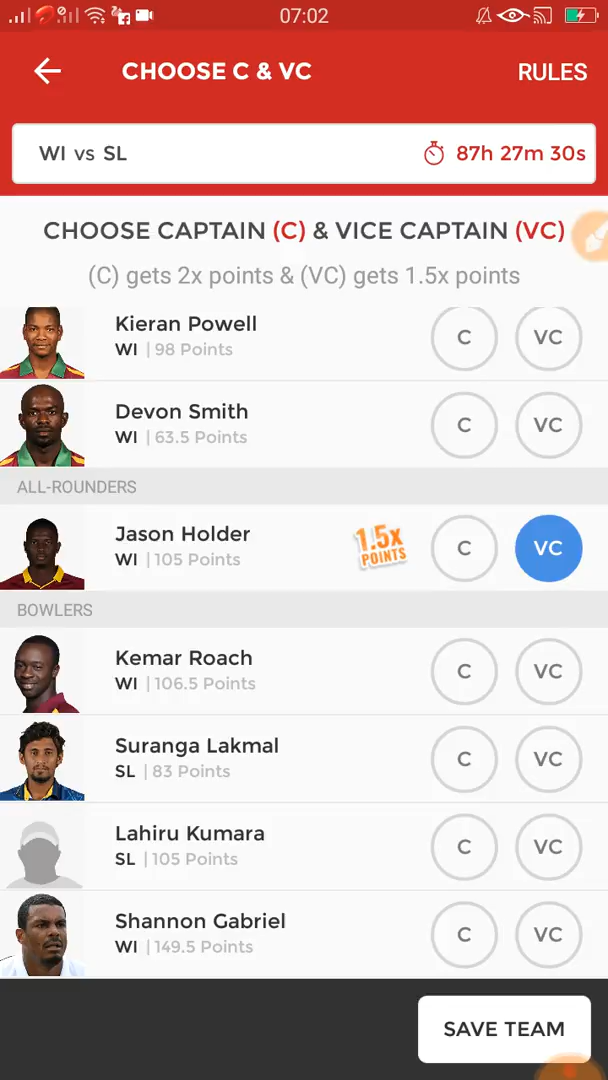 07:02
CHOOSE C & VC
RULES
WI vs SL
87h 27m 30s
CHOOSE CAPTAIN (C) & VICE CAPTAIN (VC)
(C) gets 2x points & (VC) gets 1.5x points
Kieran Powell
WI | 98 Points
C VC
Devon Smith
WI | 63.5 Points
C VC
ALL-ROUNDERS
Jason Holder
WI | 105 Points
1.5X
POINTS
C VC
BOWLERS
Kemar Roach
WI | 106.5 Points
C VC
Suranga Lakmal
SL | 83 Points
C VC
Lahiru Kumara
SL | 105 Points
C VC
Shannon Gabriel
WI | 149.5 Points
C VC
SAVE TEAM